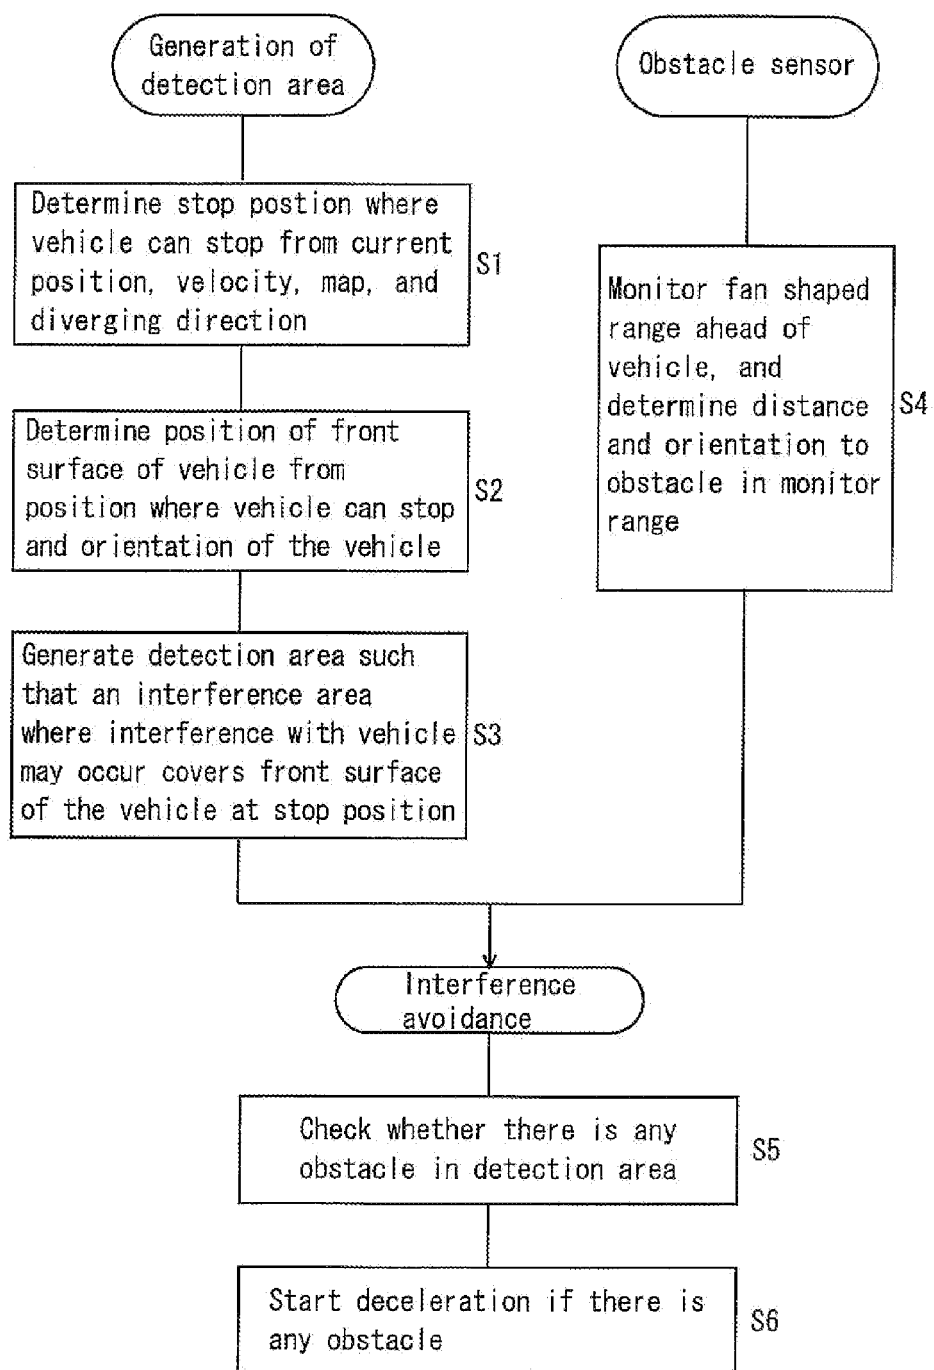 Generation of
detection area
Determine stop postion where
vehicle can stop from current
position, velocity, map, and
diverging direction
S1
Determine position of front
surface of vehicle from
position where vehicle can stop
and orientation of the vehicle
S2
Generate detection area such
that an interference area
where interference with vehicle
may occur covers front surface
of the vehicle at stop position
S3
Obstacle sensor
Monitor fan shaped
range ahead of
vehicle, and
determine distance
and orientation to
obstacle in monitor
range
S4
Interference
avoidance
Check whether there is any
obstacle in detection area
S5
Start deceleration if there is
any obstacle
S6